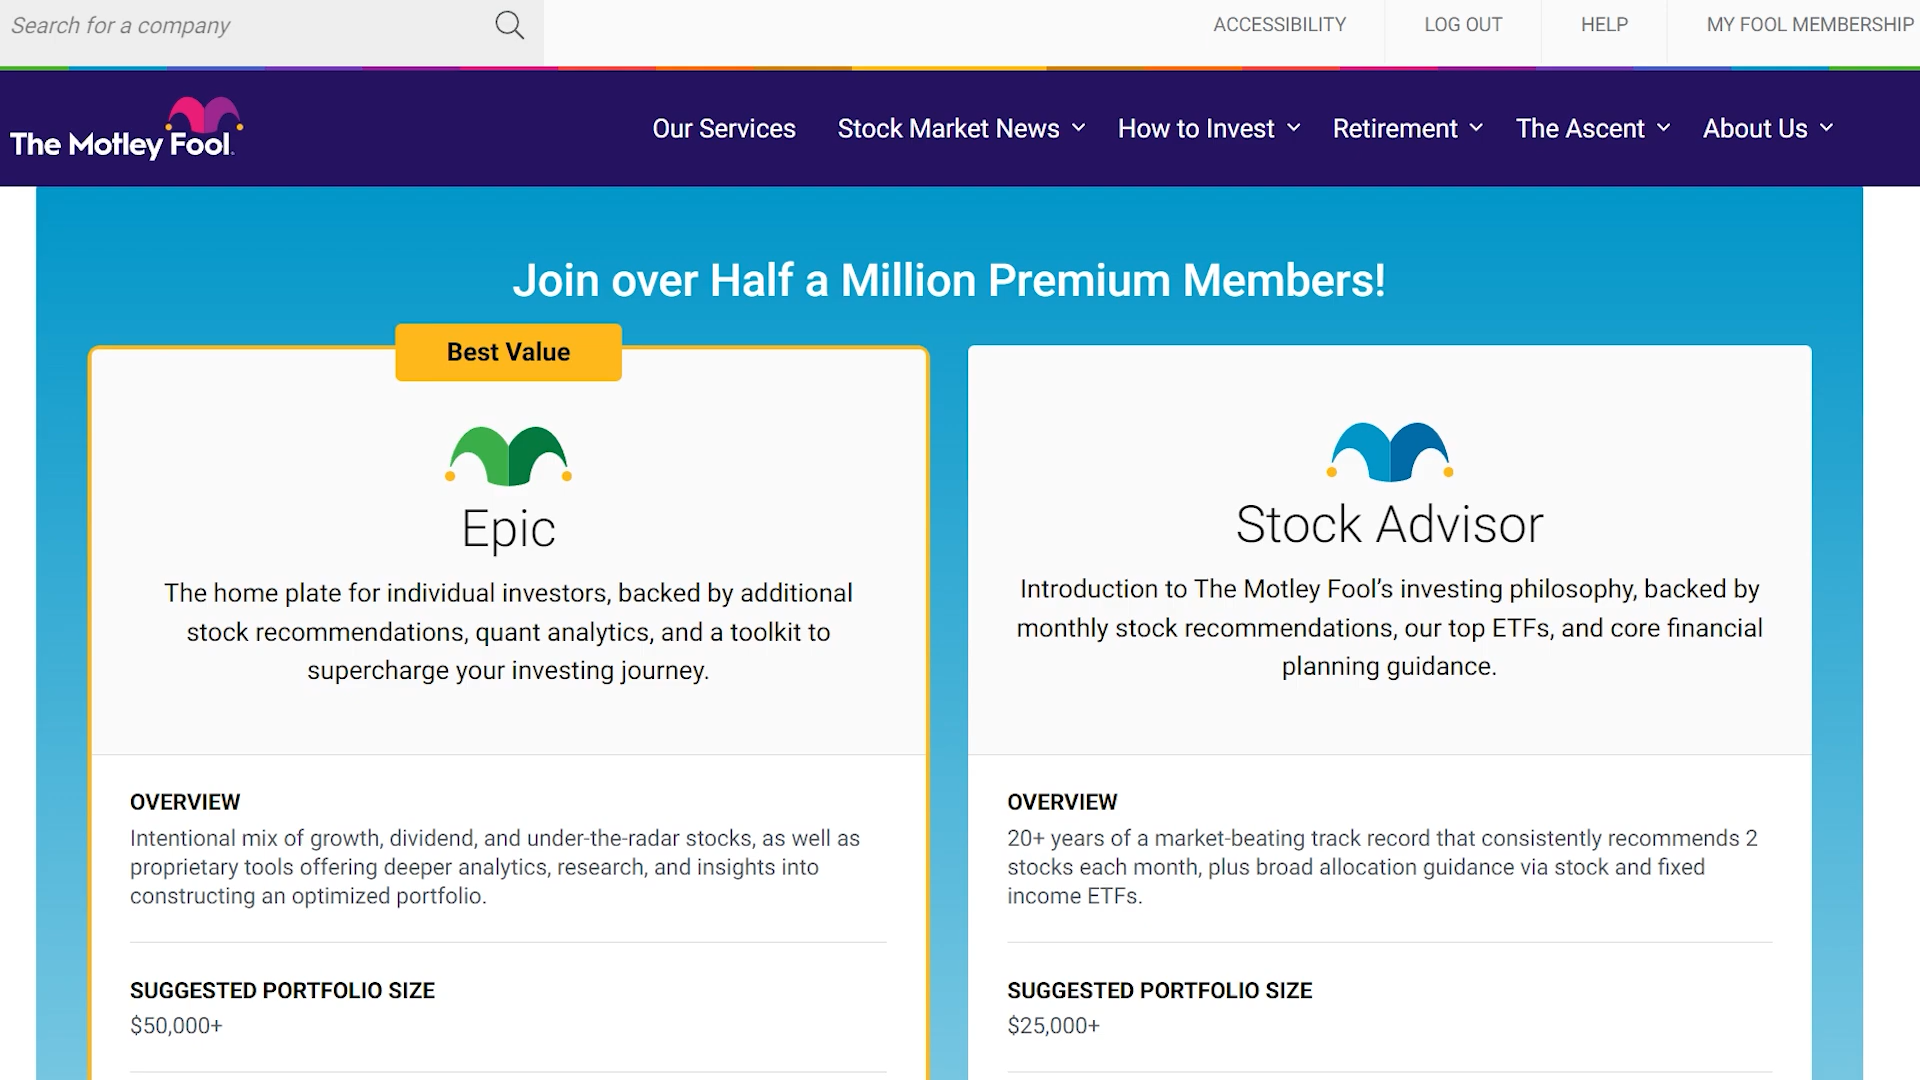 Search for a company
ACCESSIBILITY
LOG OUT
HELP
MY FOOL MEMBERSHIP
The Motley Fool.
Our Services
Stock Market News
How to Invest
Retirement
The Ascent
About Us
Join over Half a Million Premium Members!
Best Value
Epic
The home plate for individual investors, backed by additional
stock recommendations, quant analytics, and a toolkit to
supercharge your investing journey.
OVERVIEW
Intentional mix of growth, dividend, and under-the-radar stocks, as well as
proprietary tools offering deeper analytics, research, and insights into
constructing an optimized portfolio.
SUGGESTED PORTFOLIO SIZE
$50,000+
Stock Advisor
Introduction to The Motley Fool’s investing philosophy, backed by
monthly stock recommendations, our top ETFs, and core financial
planning guidance.
OVERVIEW
20+ years of a market-beating track record that consistently recommends 2
stocks each month, plus broad allocation guidance via stock and fixed
income ETFs.
SUGGESTED PORTFOLIO SIZE
$25,000+